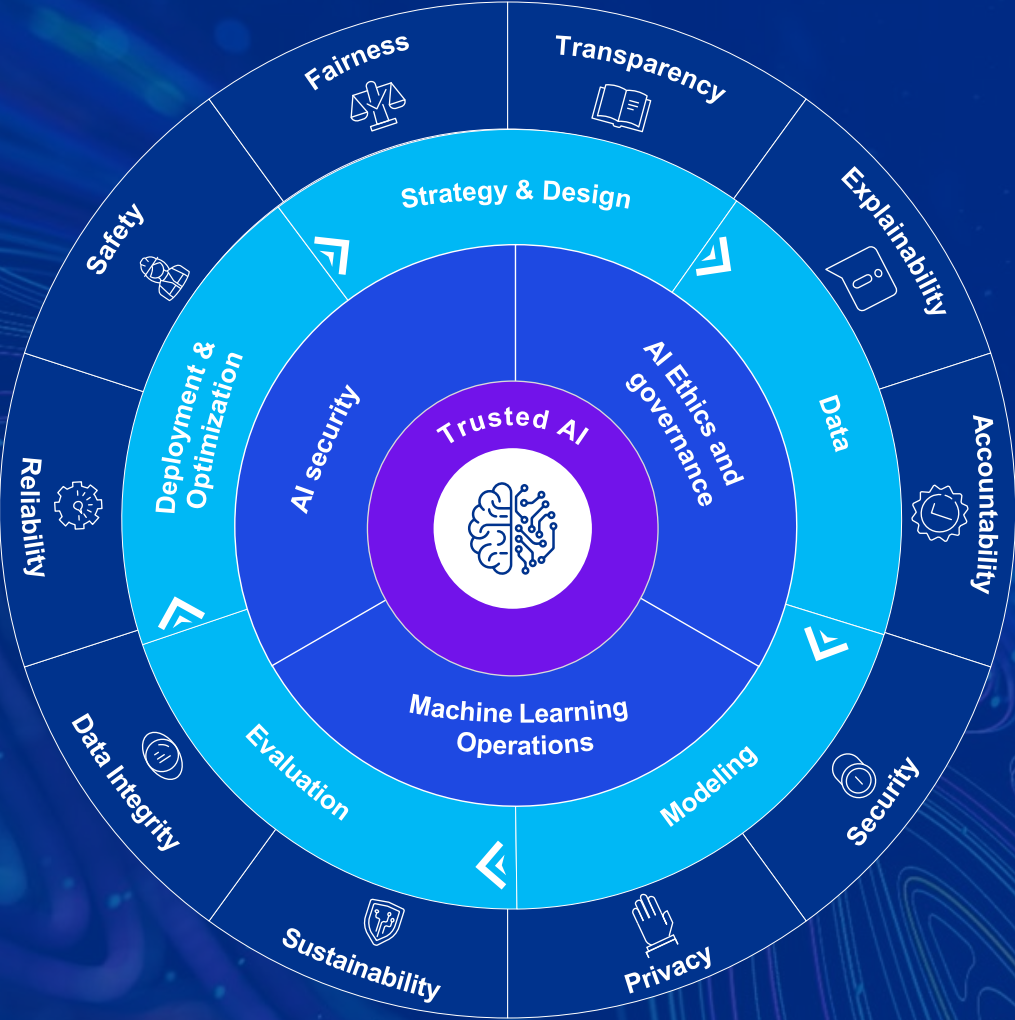 Fairness
Transparency
Explainability
Accountability
Security
Privacy
Sustainability
Data Integrity
Reliability
Safety
Strategy & Design
Data
Modeling
Evaluation
Deployment &
Optimization
AI Ethics and
governance
Machine Learning
Operations
AI security
Trusted AI